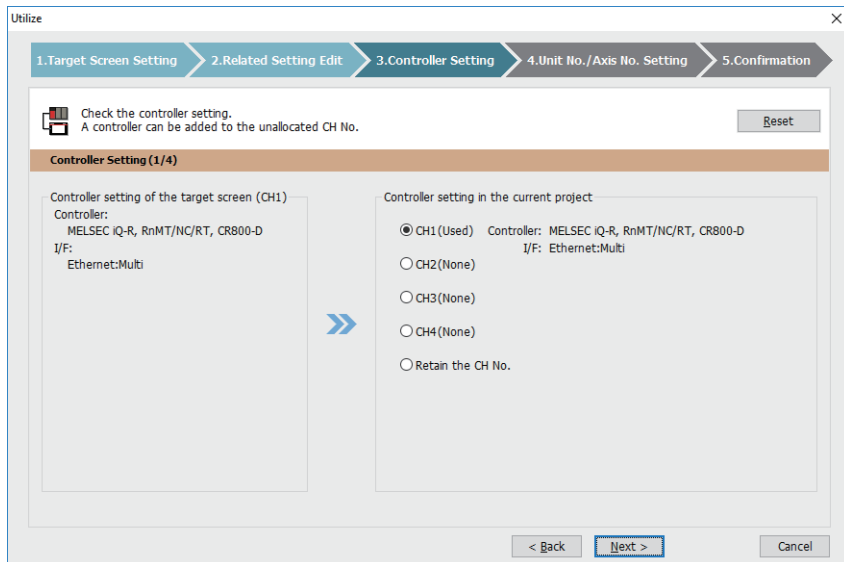 Utilize
1.Target Screen Setting
2.Related Setting Edit
3.Controller Setting
4.Unit No./Axis No. Setting
5.Confirmation
Check the controller setting.
A controller can be added to the unallocated CH No.
Reset
Controller Setting(1/4)
Controller setting of the target screen (CH1)
Controller:
MELSEC iQ-R, RnMT/NC/RT, CR800-D
I/F:
Ethernet:Multi
Controller setting in the current project
CH1(Used) Controller: MELSEC iQ-R, RnMT/NC/RT, CR800-D
I/F: Ethernet:Multi
CH2(None)
CH3(None)
CH4(None)
Retain the CH No.
< Back
Next >
Cancel